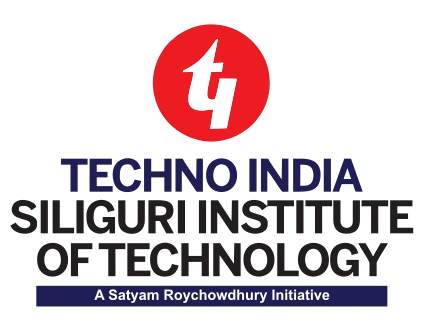 TECHNO INDIA
SILIGURI INSTITUTE
OF TECHNOLOGY
A Satyam Roychowdhury Initiative